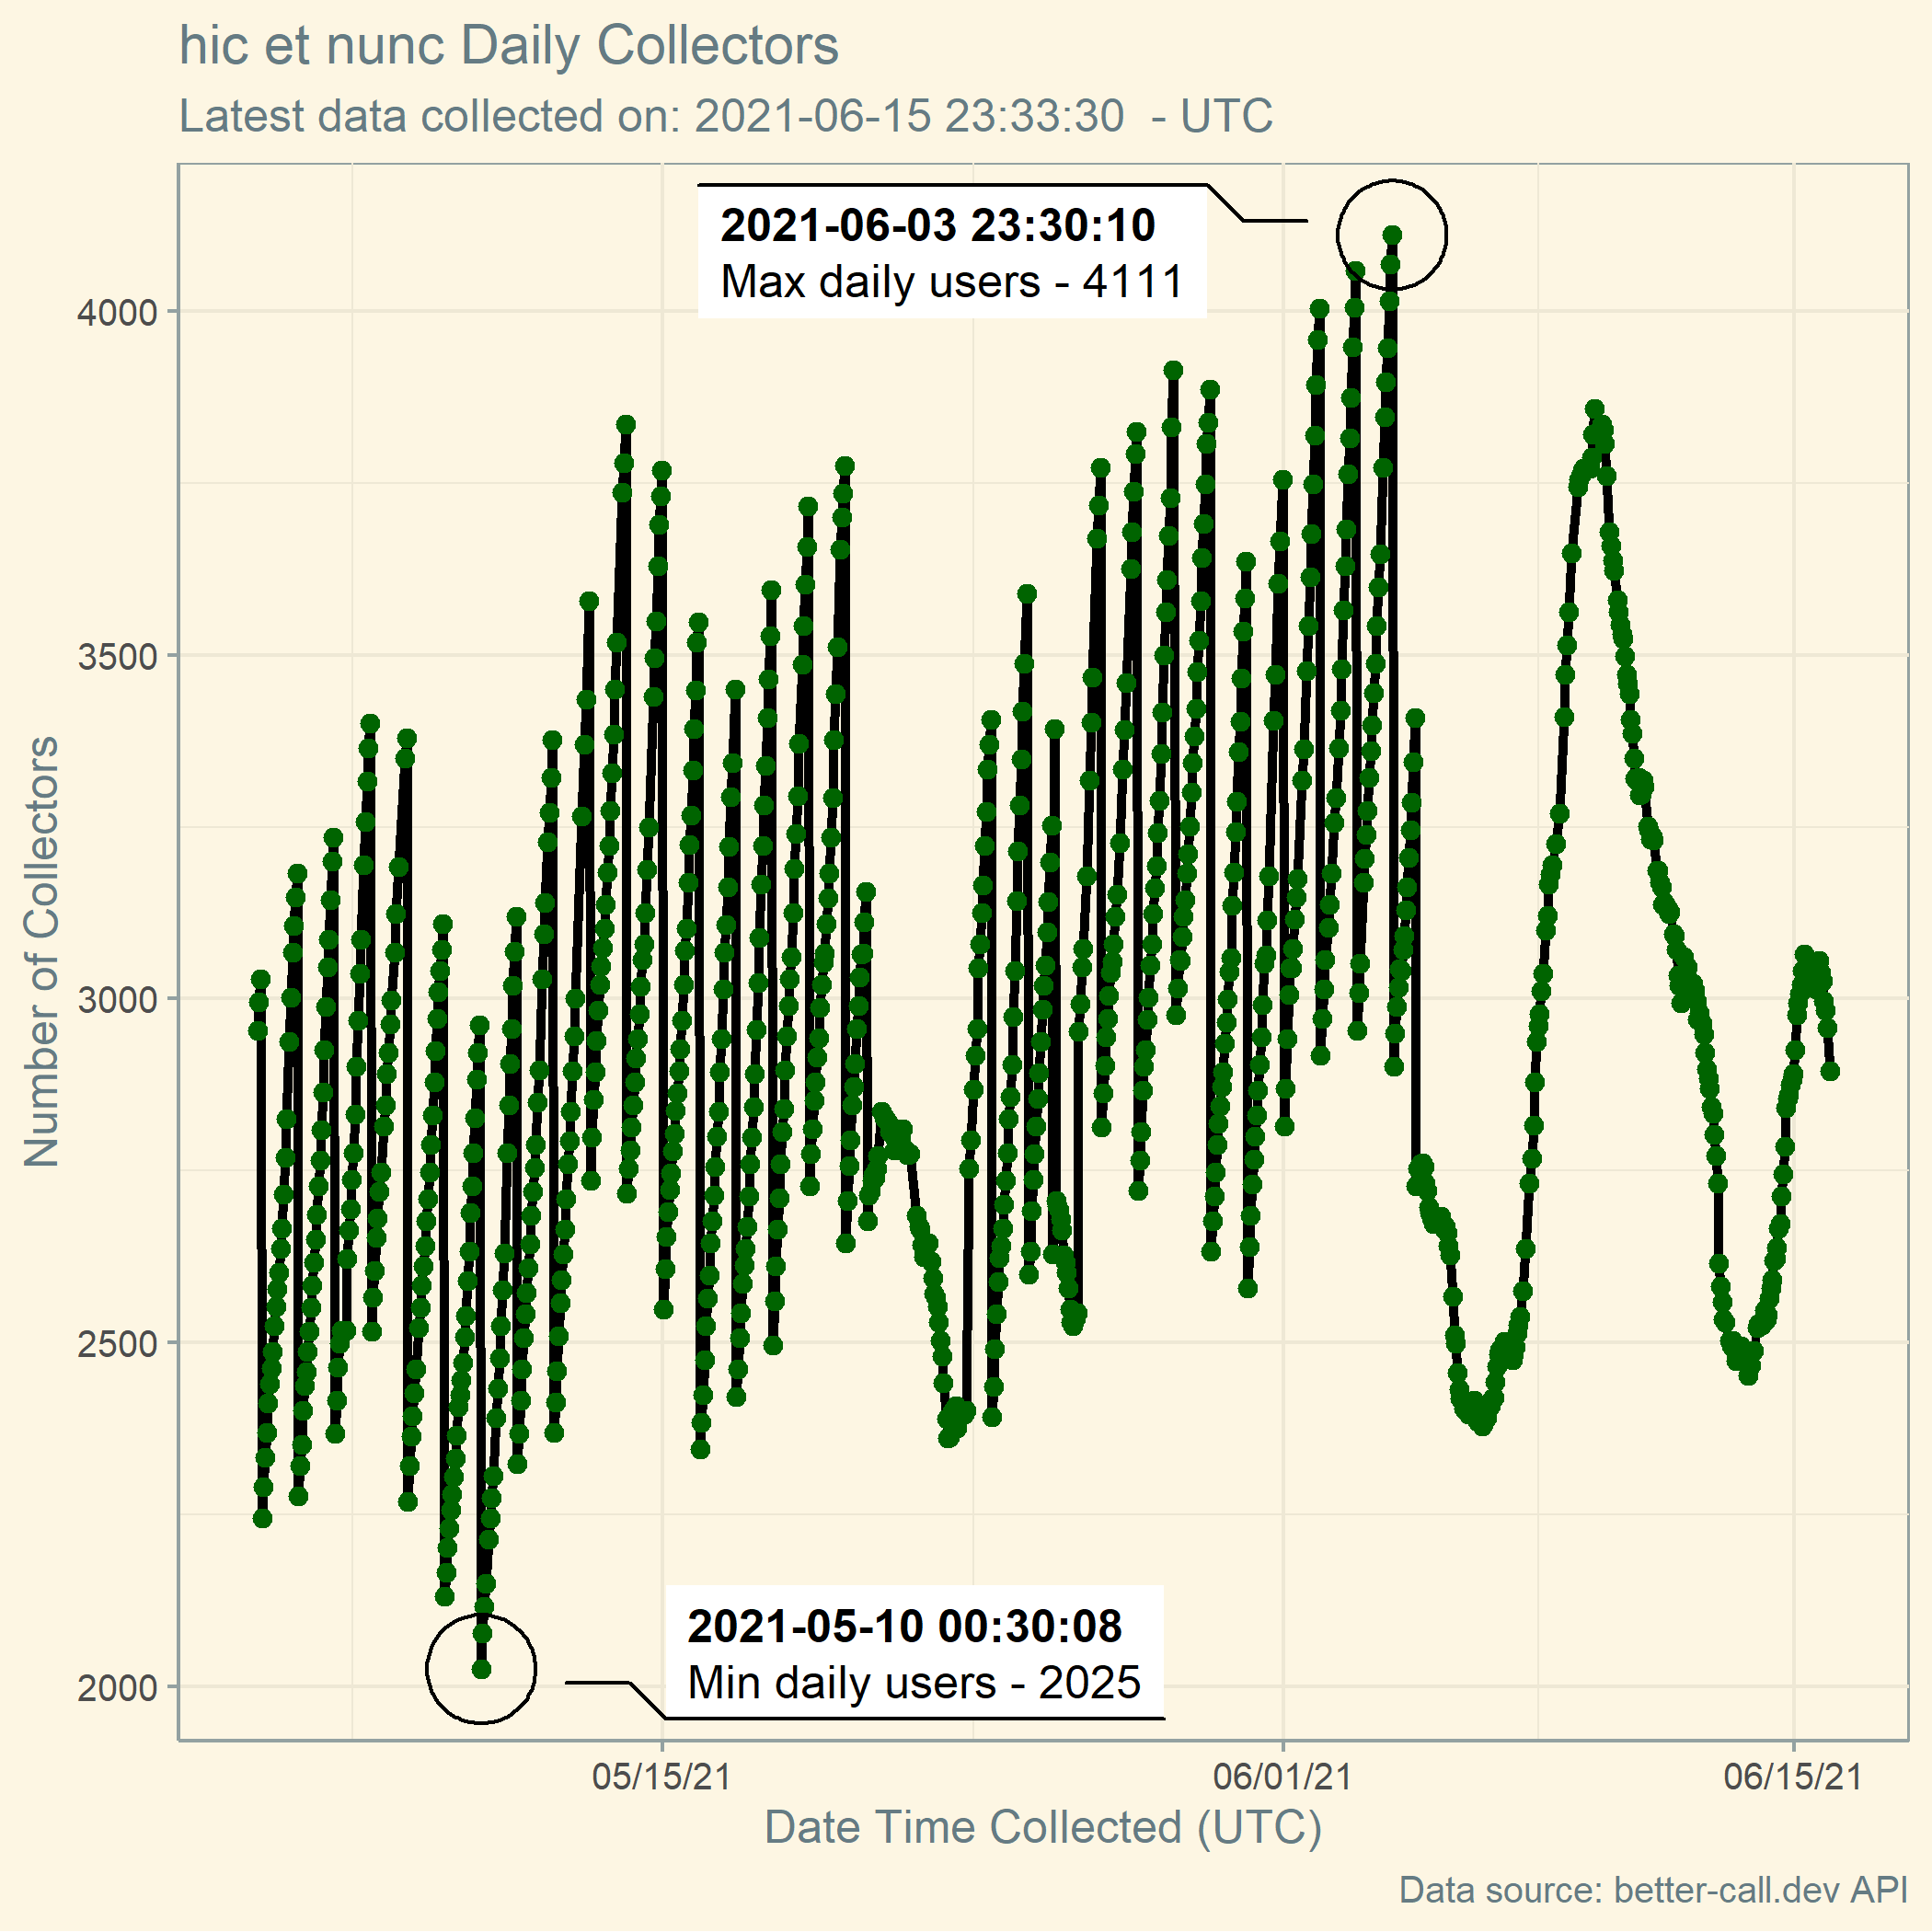 hic et nunc Daily Collectors
Latest data collected on: 2021-06-15 23:33:30  - UTC
2021-06-03 23:30:10
Max daily users - 4111
4000
3500
3000
2500
2000
Number of Collectors
2021-05-10 00:30:08
Min daily users - 2025
05/15/21
06/01/21
06/15/21
Date Time Collected (UTC)
Data source: better-call.dev API